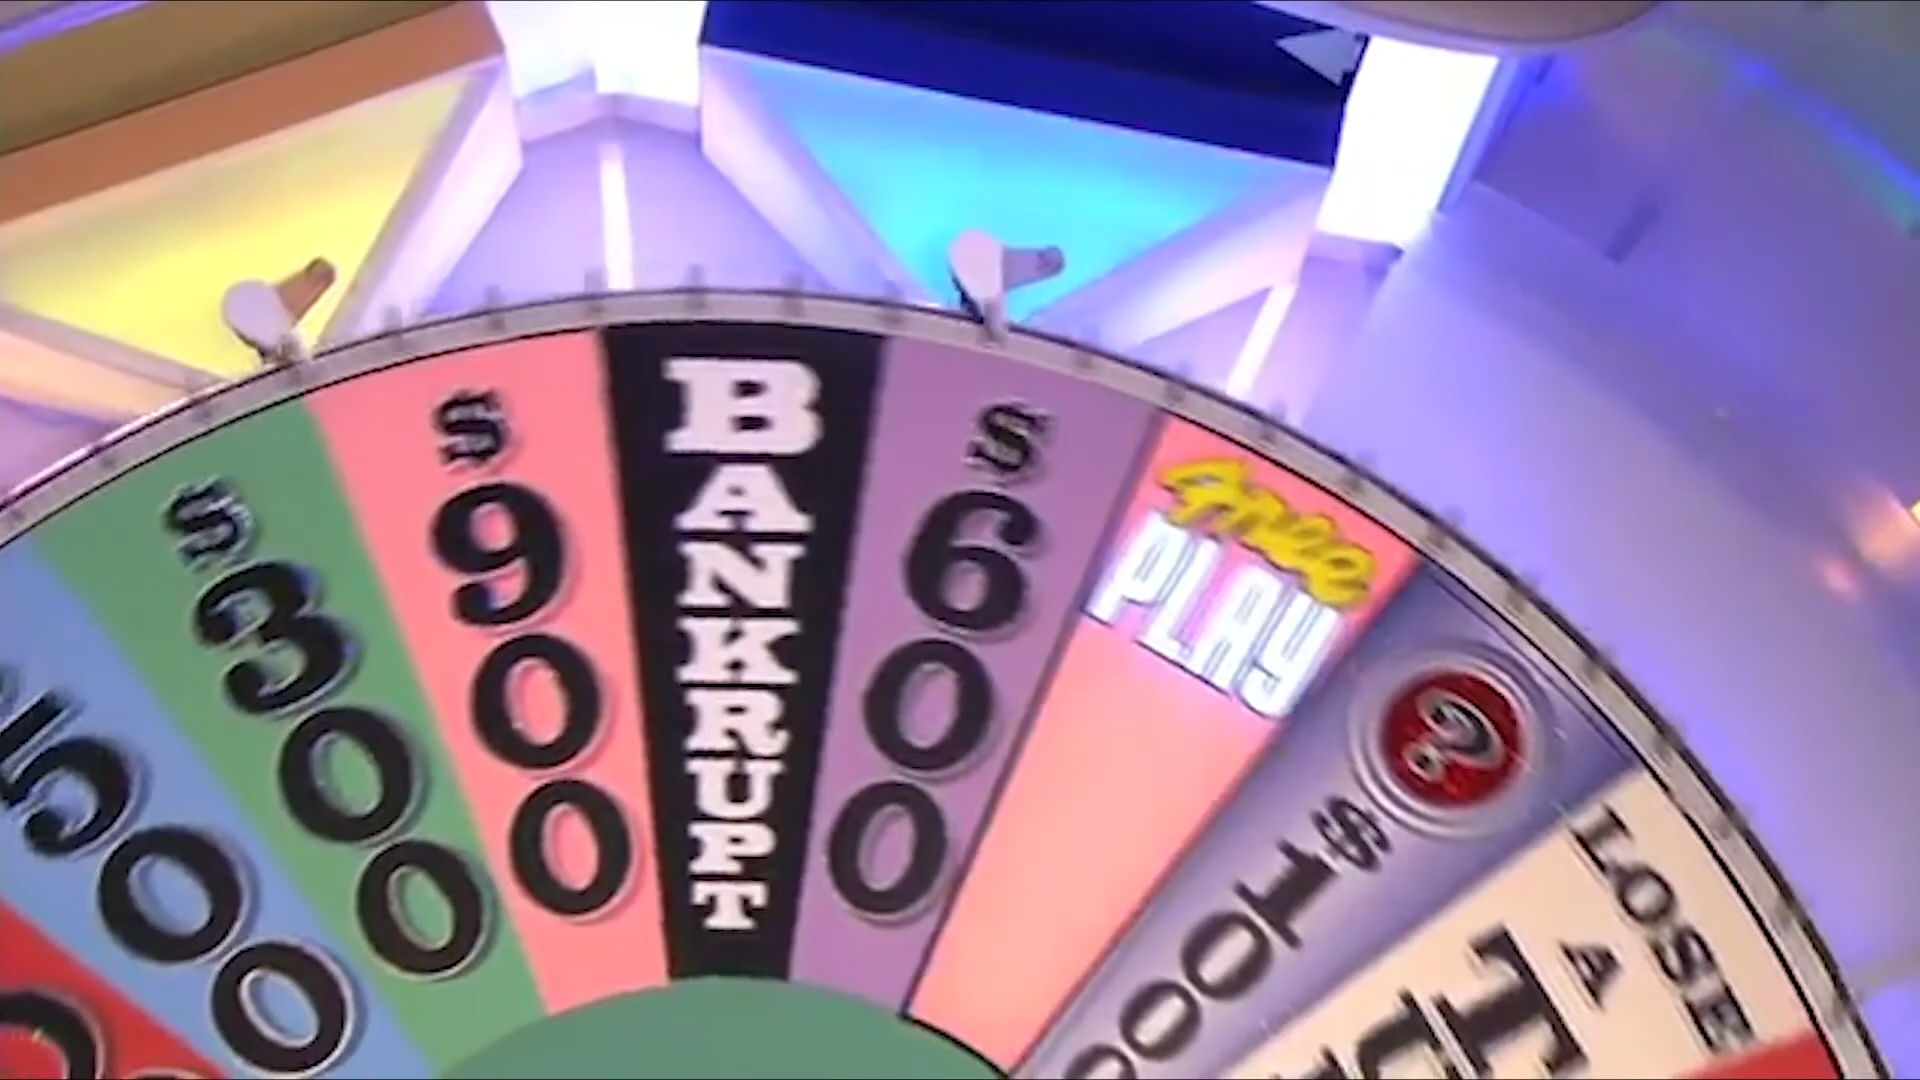 $500
$300
$900
BANKRUPT
$600
FREE
PLAY
?
$1000
LOSE
A